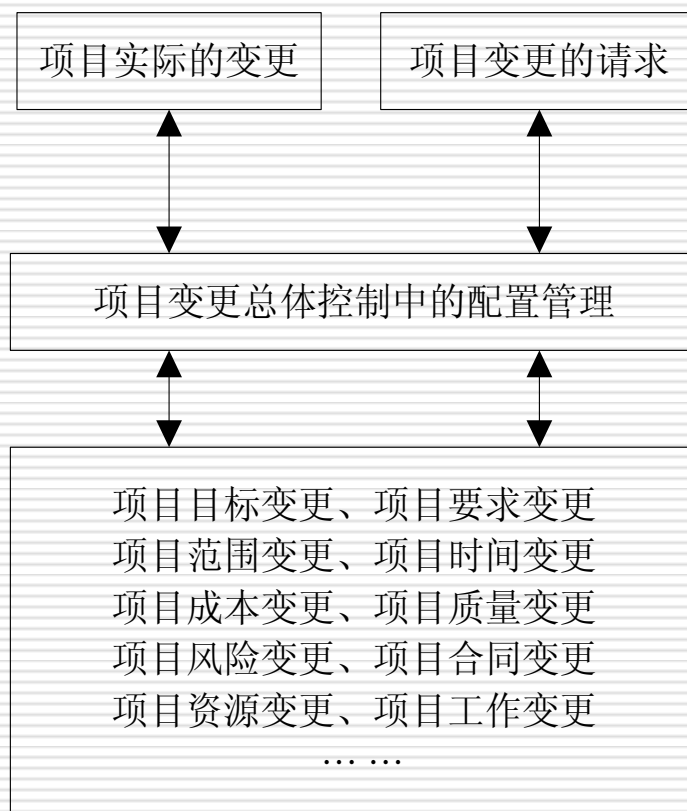 项目实际的变更
项目变更的请求
项目变更总体控制中的配置管理
项目目标变更、项目要求变更
项目范围变更、项目时间变更
项目成本变更、项目质量变更
项目风险变更、项目合同变更
项目资源变更、项目工作变更
… …